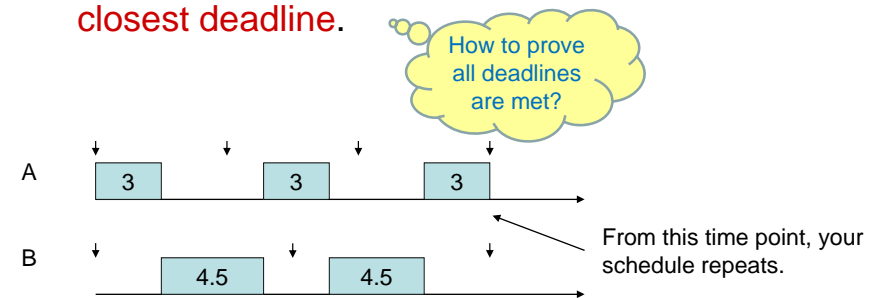 closest deadline.
How to prove
all deadlines
are met?
A
3
3
3
From this time point, your
schedule repeats.
B
4.5
4.5